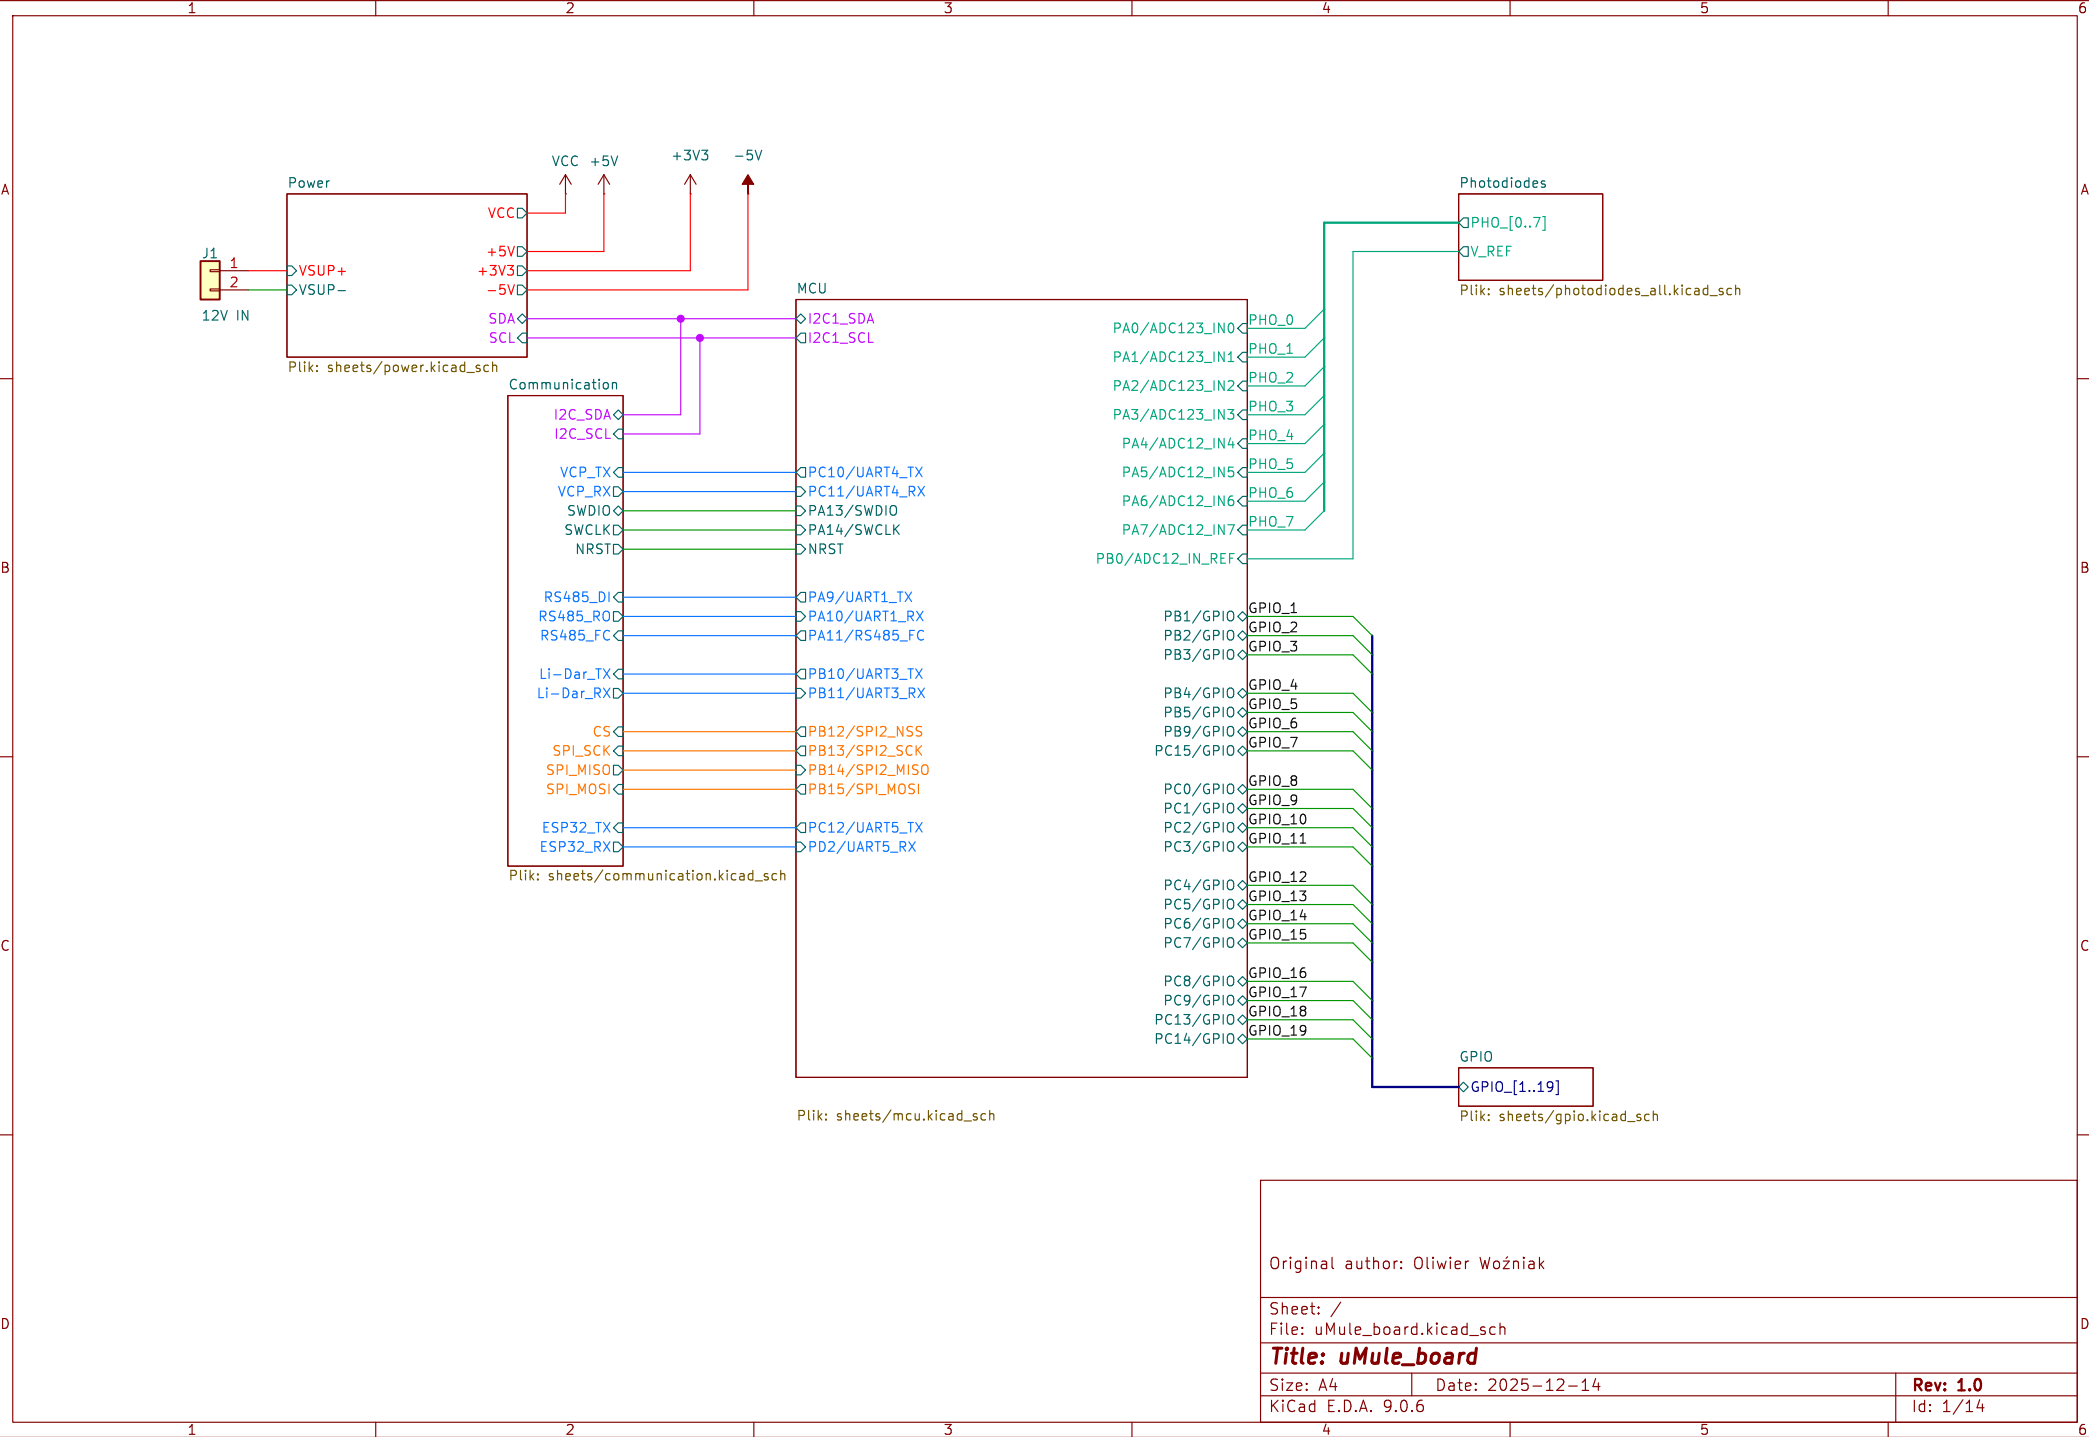 1 2 3 4 5 6
A A
B B
C C
D D
Power
VCC
+5V
+3V3
-5V
VCC
+5V
+3V3
-5V
SDA
SCL
VSUP+
VSUP-
J1
1
2
12V IN
Plik: sheets/power.kicad_sch
Communication
I2C_SDA
I2C_SCL
VCP_TX
VCP_RX
SWDIO
SWCLK
NRST
RS485_DI
RS485_RO
RS485_FC
Li-Dar_TX
Li-Dar_RX
CS
SPI_SCK
SPI_MISO
SPI_MOSI
ESP32_TX
ESP32_RX
Plik: sheets/communication.kicad_sch
MCU
I2C1_SDA
I2C1_SCL
PC10/UART4_TX
PC11/UART4_RX
PA13/SWDIO
PA14/SWCLK
NRST
PA9/UART1_TX
PA10/UART1_RX
PA11/RS485_FC
PB10/UART3_TX
PB11/UART3_RX
PB12/SPI2_NSS
PB13/SPI2_SCK
PB14/SPI2_MISO
PB15/SPI_MOSI
PC12/UART5_TX
PD2/UART5_RX
PA0/ADC123_IN0 PHO_0
PA1/ADC123_IN1 PHO_1
PA2/ADC123_IN2 PHO_2
PA3/ADC123_IN3 PHO_3
PA4/ADC12_IN4 PHO_4
PA5/ADC12_IN5 PHO_5
PA6/ADC12_IN6 PHO_6
PA7/ADC12_IN7 PHO_7
PB0/ADC12_IN_REF
PB1/GPIO GPIO_1
PB2/GPIO GPIO_2
PB3/GPIO GPIO_3
PB4/GPIO GPIO_4
PB5/GPIO GPIO_5
PB9/GPIO GPIO_6
PC15/GPIO GPIO_7
PC0/GPIO GPIO_8
PC1/GPIO GPIO_9
PC2/GPIO GPIO_10
PC3/GPIO GPIO_11
PC4/GPIO GPIO_12
PC5/GPIO GPIO_13
PC6/GPIO GPIO_14
PC7/GPIO GPIO_15
PC8/GPIO GPIO_16
PC9/GPIO GPIO_17
PC13/GPIO GPIO_18
PC14/GPIO GPIO_19
Plik: sheets/mcu.kicad_sch
Photodiodes
PHO_[0..7]
V_REF
Plik: sheets/photodiodes_all.kicad_sch
GPIO
GPIO_[1..19]
Plik: sheets/gpio.kicad_sch
Original author: Oliwier Woźniak
Sheet: /
File: uMule_board.kicad_sch
Title: uMule_board
Size: A4 Date: 2025-12-14 Rev: 1.0
KiCad E.D.A. 9.0.6 Id: 1/14
1 2 3 4 5 6